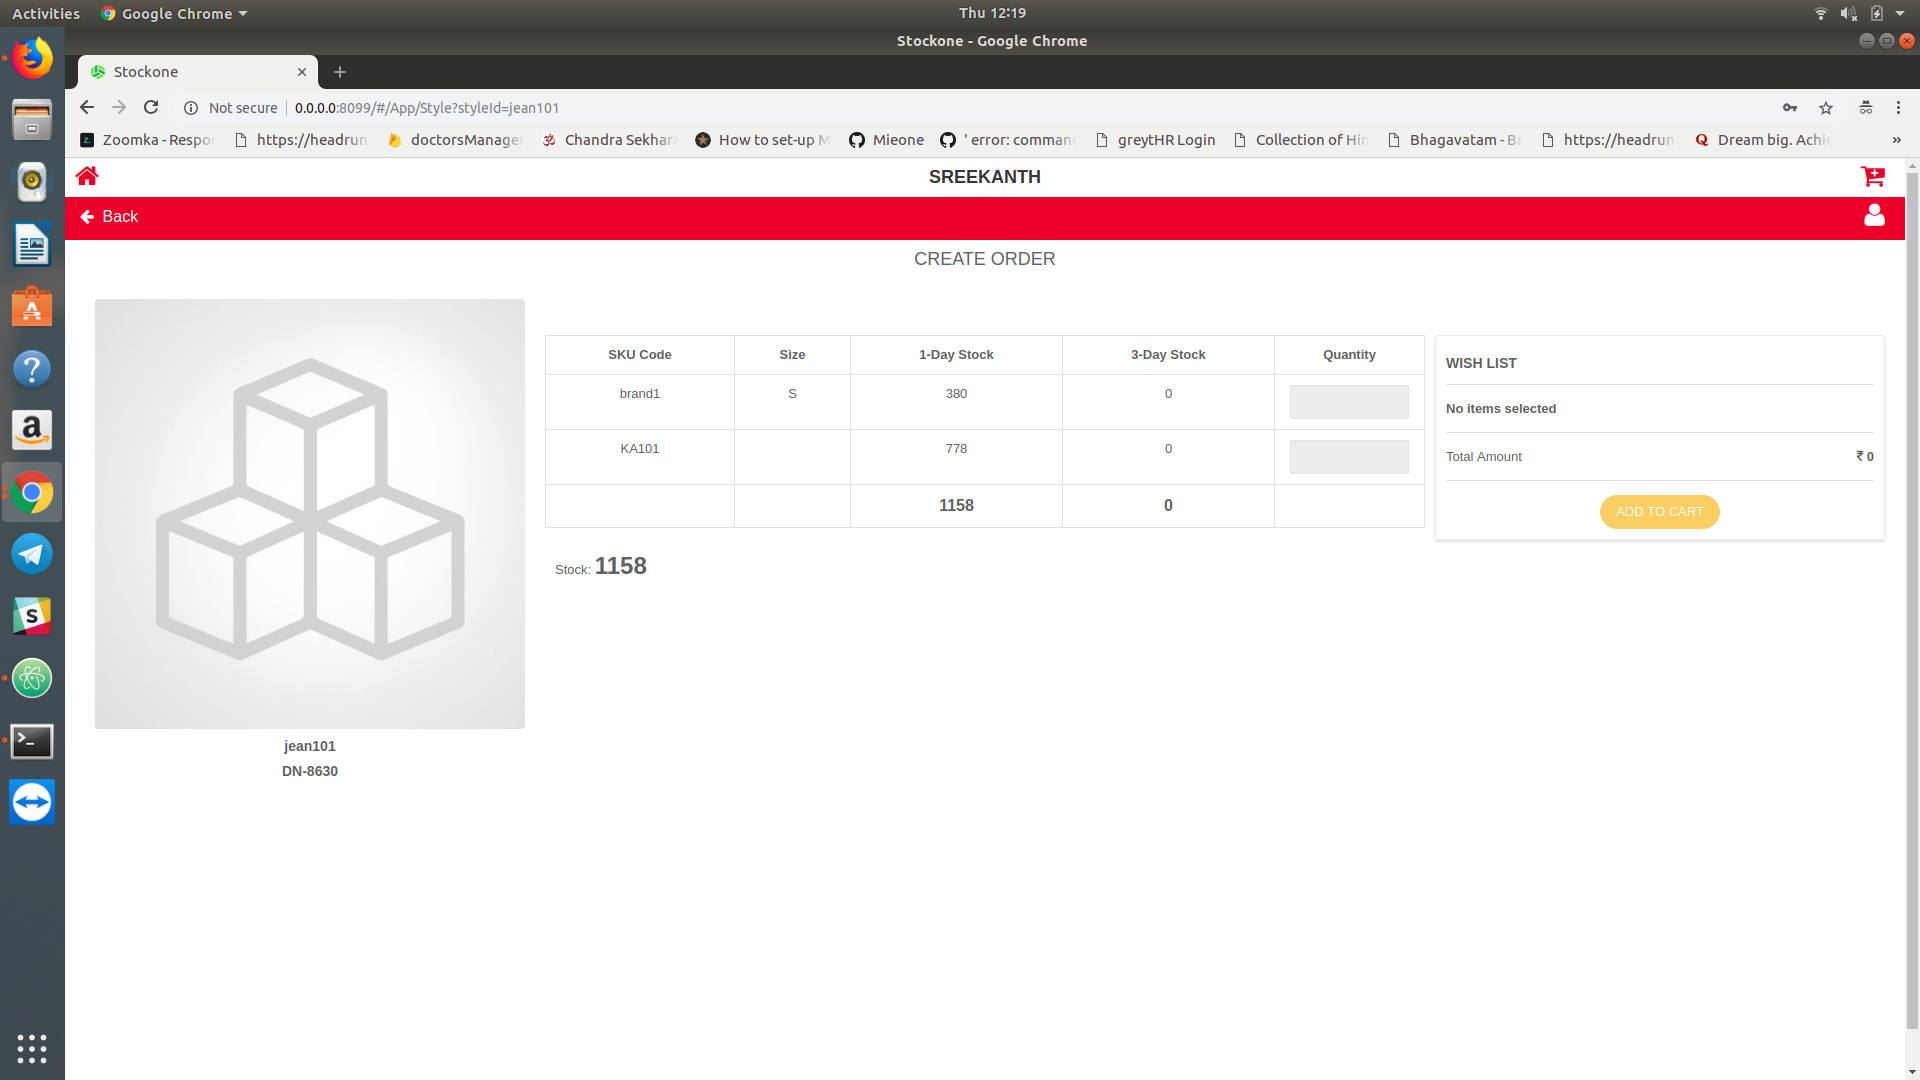 Activities Google Chrome Thu 12:19
Stockone - Google Chrome
Stockone
Not secure 0.0.0.0:8099/#/App/Style?styleId=jean101
Zoomka - Respor https://headrun doctorsManager Chandra Sekhara How to set-up M Mieone ' error: comman greytHR Login Collection of Hin Bhagavatam - Br https://headrun Dream big. Achie »
SREEKANTH
Back
CREATE ORDER
SKU Code Size 1-Day Stock 3-Day Stock Quantity
brand1 S 380 0
KA101 778 0
1158 0
Stock: 1158
WISH LIST
No items selected
Total Amount ₹ 0
ADD TO CART
jean101
DN-8630